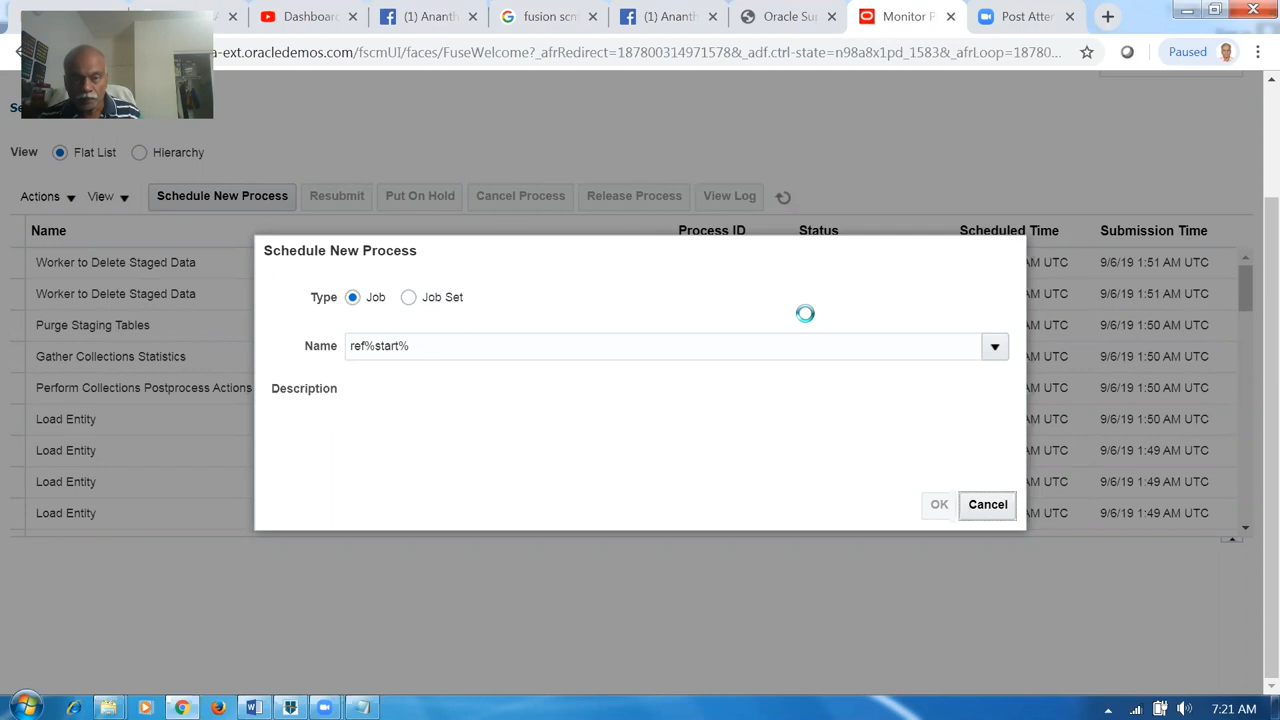 Dashboard
(1) Ananth
fusion com
(1) Ananth
Oracle Sur
Monitor P
Post Atter
a-ext.oracledemos.com/fscmUI/faces/FuseWelcome?_afrRedirect=18780031497157&_adf.ctrl-state=n98a8x1pd_1583&_afrLoop=18780...
Paused
Se
View Flat List Hierarchy
Actions View Schedule New Process Resubmit Put On Hold Cancel Process Release Process View Log
Name Process ID Status Scheduled Time Submission Time
Worker to Delete Staged Data AM UTC 9/6/19 1:51 AM UTC
Worker to Delete Staged Data AM UTC 9/6/19 1:51 AM UTC
Purge Staging Tables AM UTC 9/6/19 1:50 AM UTC
Gather Collections Statistics AM UTC 9/6/19 1:50 AM UTC
Perform Collections Postprocess Actions AM UTC 9/6/19 1:50 AM UTC
Load Entity AM UTC 9/6/19 1:50 AM UTC
Load Entity AM UTC 9/6/19 1:49 AM UTC
Load Entity AM UTC 9/6/19 1:49 AM UTC
Load Entity AM UTC 9/6/19 1:49 AM UTC
Schedule New Process
Type Job Job Set
Name ref%start%
Description
OK Cancel
7:21 AM